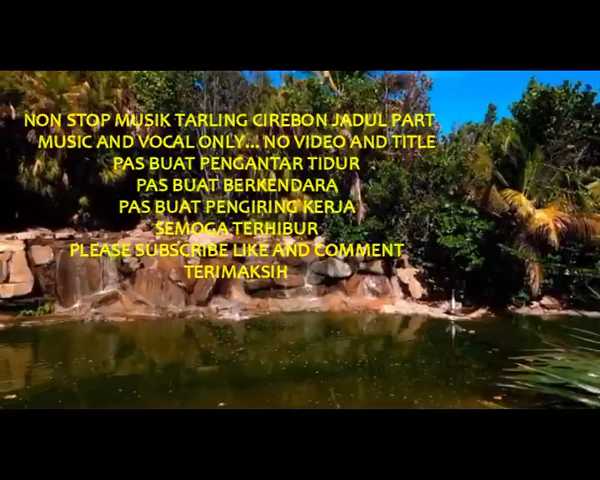 NON STOP MUSIK TARLING CIREBON JADUL PART
MUSIC AND VOCAL ONLY... NO VIDEO AND TITLE
PAS BUAT PENGANTAR TIDUR
PAS BUAT BERKENDARA
PAS BUAT PENGIRING KERJA
SEMOGA TERHIBUR
PLEASE SUBSCRIBE LIKE AND COMMENT
TERIMAKSIH